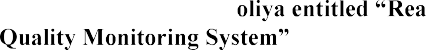 oliya entitled “Rea
Quality Monitoring System”